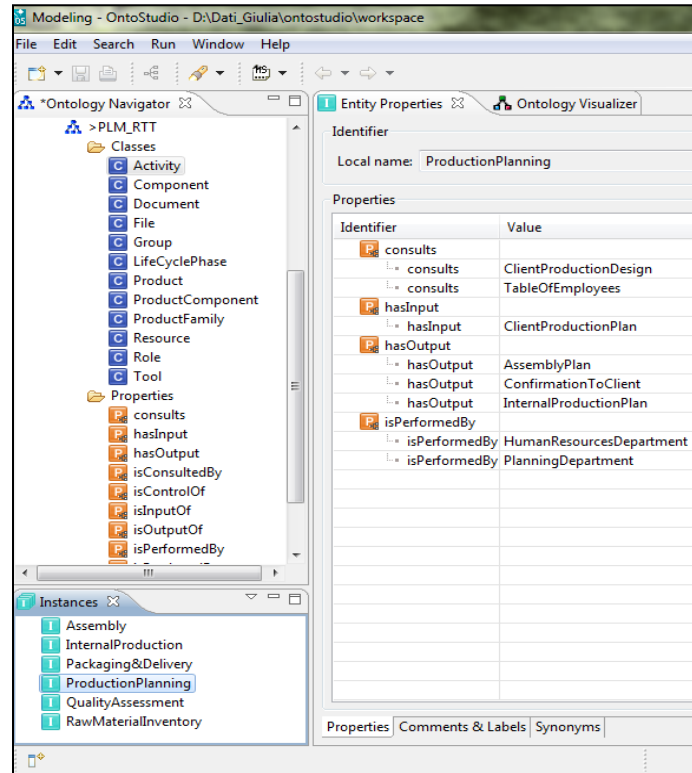 Modeling - OntoStudio - D:\Dati_Giulia\ontostudio\workspace
File Edit Search Run Window Help
*Ontology Navigator
>PLM_RTT
Classes
Activity
Component
Document
File
Group
LifeCyclePhase
Product
ProductComponent
ProductFamily
Resource
Role
Tool
Properties
consults
hasInput
hasOutput
isConsultedBy
isControlOf
isInputOf
isOutputOf
isPerformedBy
Instances
Assembly
InternalProduction
Packaging&Delivery
ProductionPlanning
QualityAssessment
RawMaterialInventory
Entity Properties Ontology Visualizer
Identifier
Local name: ProductionPlanning
Properties
Identifier Value
consults
consults ClientProductionDesign
consults TableOfEmployees
hasInput
hasInput ClientProductionPlan
hasOutput
hasOutput AssemblyPlan
hasOutput ConfirmationToClient
hasOutput InternalProductionPlan
isPerformedBy
isPerformedBy HumanResourcesDepartment
isPerformedBy PlanningDepartment
Properties Comments & Labels Synonyms